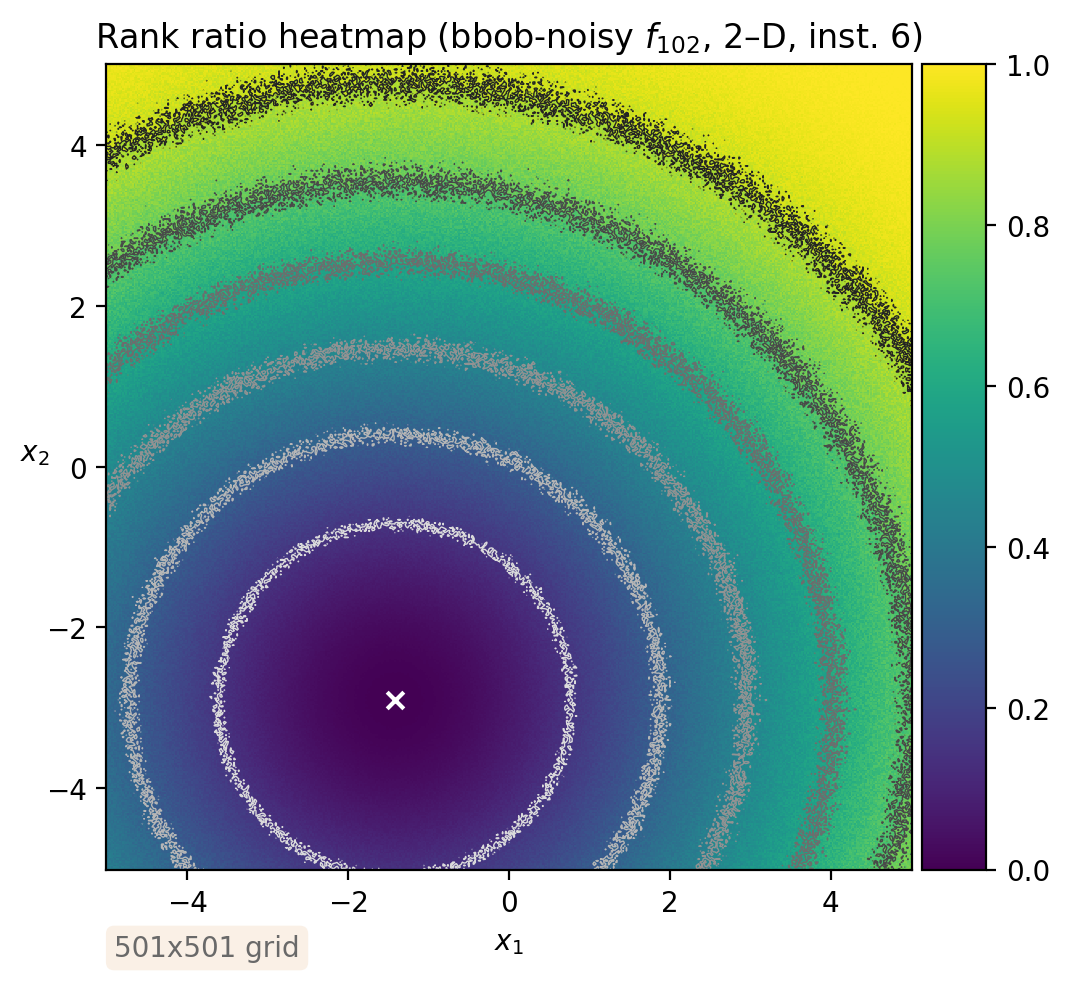 Rank ratio heatmap (bbob-noisy f₁₀₂, 2–D, inst. 6)
1.0
0.8
0.6
0.4
0.2
0.0
4
2
0
−2
−4
x₂
−4 −2 0 2 4
x₁
501x501 grid